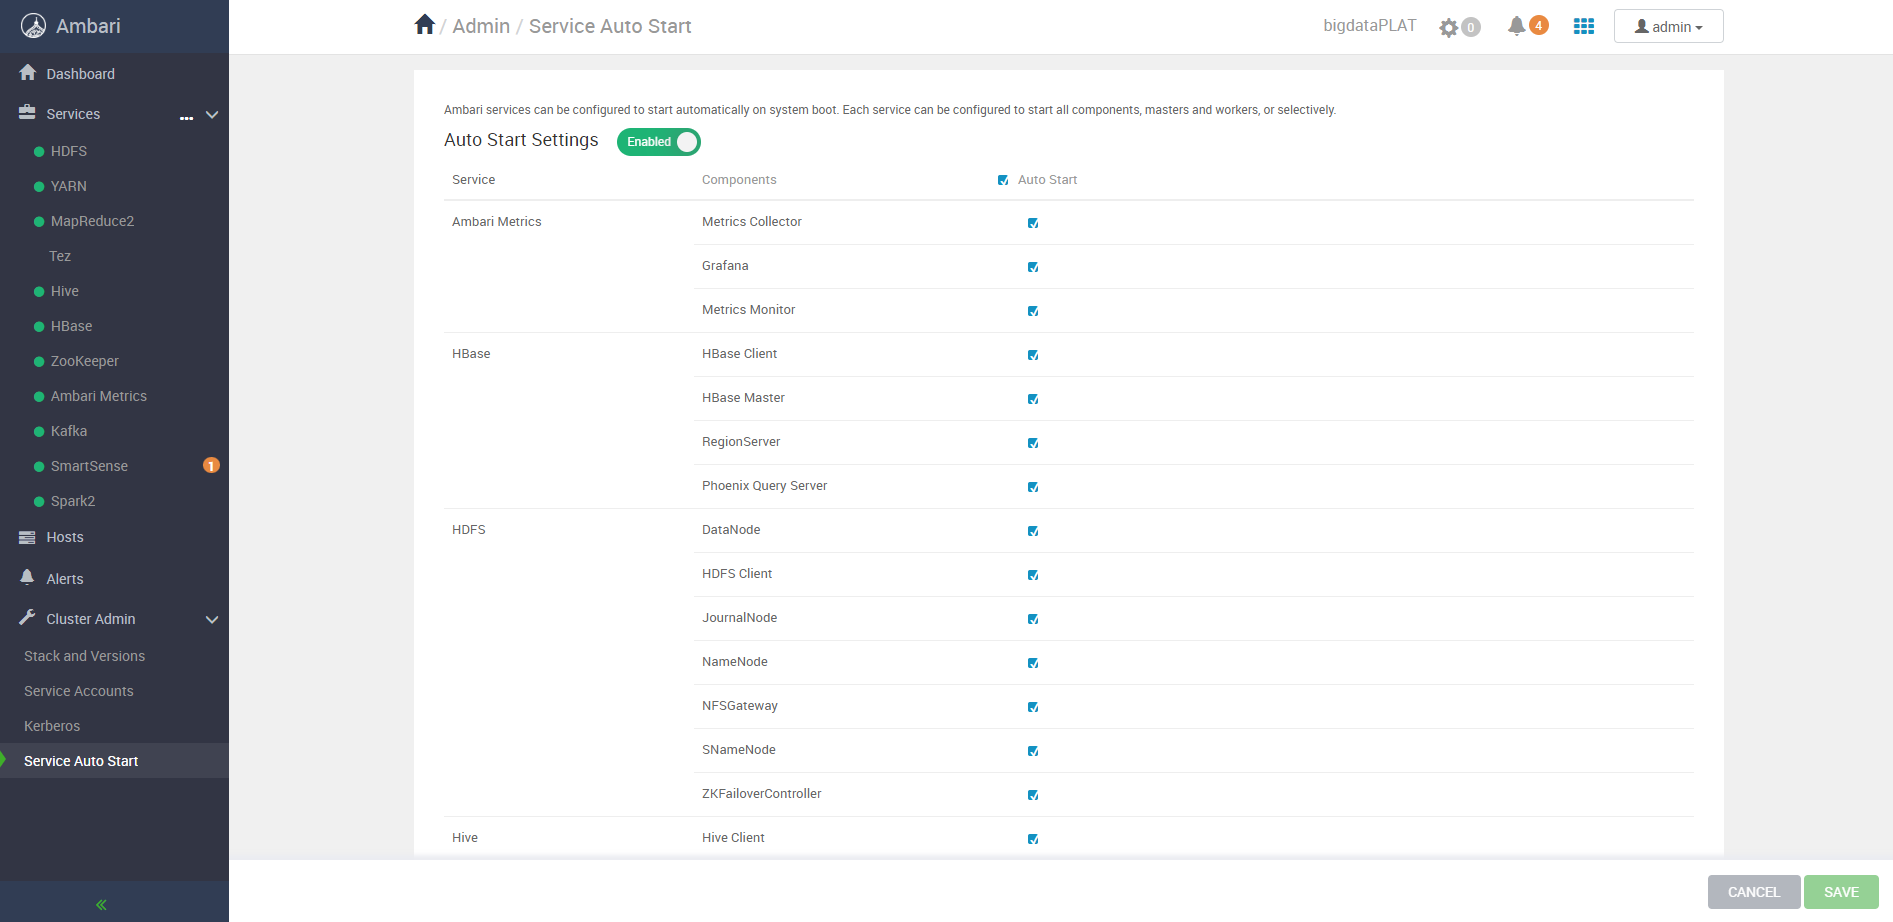 Ambari
Dashboard
Services
HDFS
YARN
MapReduce2
Tez
Hive
HBase
ZooKeeper
Ambari Metrics
Kafka
SmartSense 1
Spark2
Hosts
Alerts
Cluster Admin
Stack and Versions
Service Accounts
Kerberos
Service Auto Start
/ Admin / Service Auto Start
bigdataPLAT 0 4 admin
Ambari services can be configured to start automatically on system boot. Each service can be configured to start all components, masters and workers, or selectively.
Auto Start Settings Enabled
Service Components Auto Start
Ambari Metrics Metrics Collector
Grafana
Metrics Monitor
HBase HBase Client
HBase Master
RegionServer
Phoenix Query Server
HDFS DataNode
HDFS Client
JournalNode
NameNode
NFSGateway
SNameNode
ZKFailoverController
Hive Hive Client
CANCEL SAVE